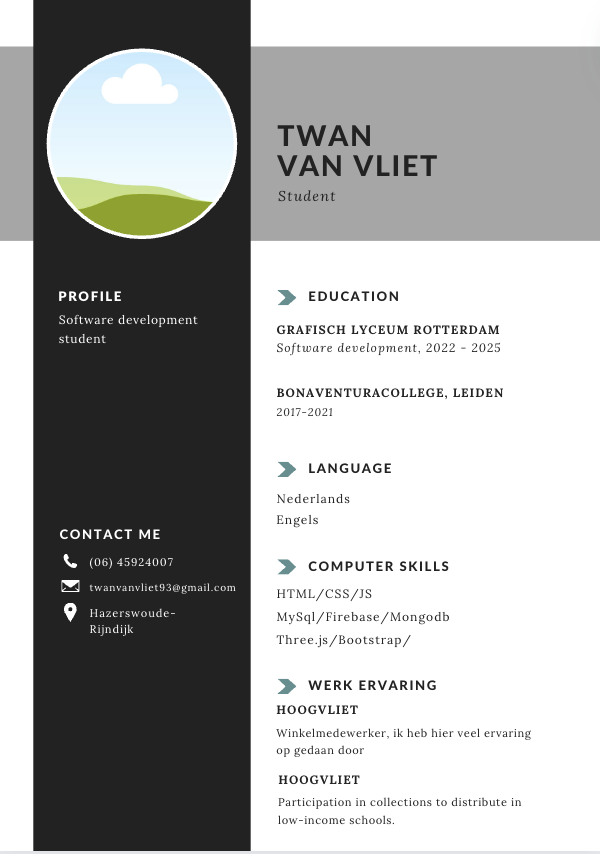 TWAN
VAN VLIET
Student
PROFILE
Software development
student
CONTACT ME
(06) 45924007
twanvanvliet93@gmail.com
Hazerswoude-
Rijndijk
EDUCATION
GRAFISCH LYCEUM ROTTERDAM
Software development, 2022 - 2025
BONAVENTURACOLLEGE, LEIDEN
2017-2021
LANGUAGE
Nederlands
Engels
COMPUTER SKILLS
HTML/CSS/JS
MySql/Firebase/Mongodb
Three.js/Bootstrap/
WERK ERVARING
HOOGVLIET
Winkelmedewerker, ik heb hier veel ervaring
op gedaan door
HOOGVLIET
Participation in collections to distribute in
low-income schools.